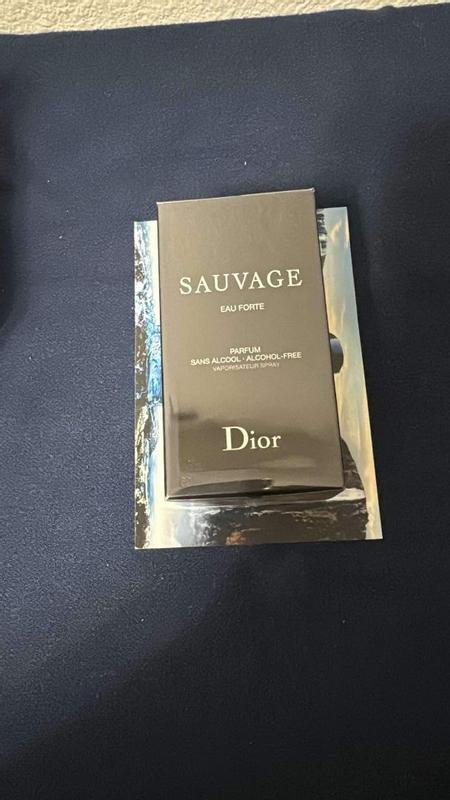 SAUVAGE
EAU FORTE
PARFUM
SANS ALCOOL · ALCOHOL-FREE
VAPORISATEUR SPRAY
Dior